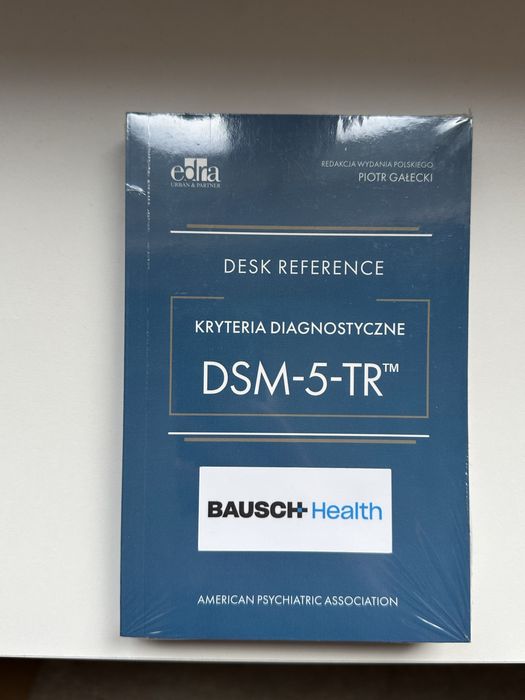 edra
URBAN & PARTNER
REDAKCJA WYDANIA POLSKIEGO
PIOTR GAŁECKI
DESK REFERENCE
KRYTERIA DIAGNOSTYCZNE
DSM-5-TR™
BAUSCH+Health
AMERICAN PSYCHIATRIC ASSOCIATION